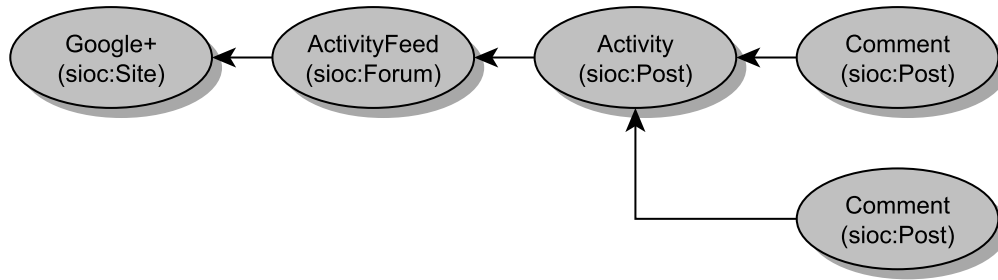 Google+
(sioc:Site)
ActivityFeed
(sioc:Forum)
Activity
(sioc:Post)
Comment
(sioc:Post)
Comment
(sioc:Post)